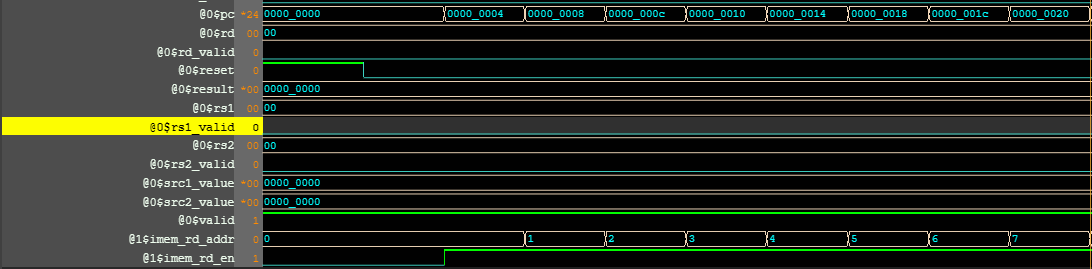 @0$pc *24 0000_0000 0000_0004 0000_0008 0000_000c 0000_0010 0000_0014 0000_0018 0000_001c 0000_0020
@0$rd 00 00
@0$rd_valid 0
@0$reset 0
@0$result *00 0000_0000
@0$rs1 00 00
@0$rs1_valid 0
@0$rs2 00 00
@0$rs2_valid 0
@0$src1_value *00 0000_0000
@0$src2_value *00 0000_0000
@0$valid 1
@1$imem_rd_addr 0 0 1 2 3 4 5 6 7
@1$imem_rd_en 1